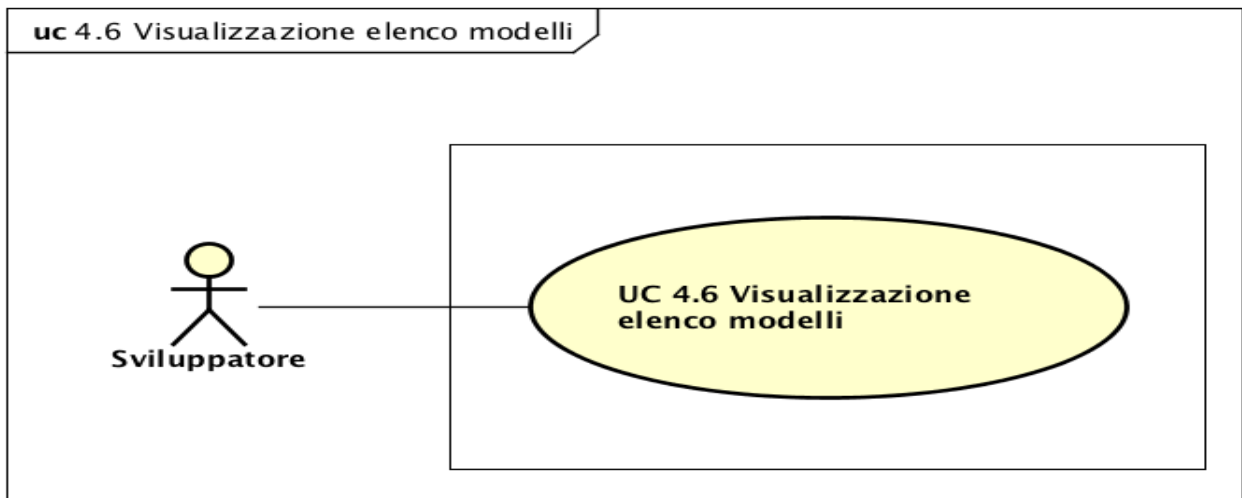 uc 4.6 Visualizzazione elenco modelli
UC 4.6 Visualizzazione
elenco modelli
Sviluppatore